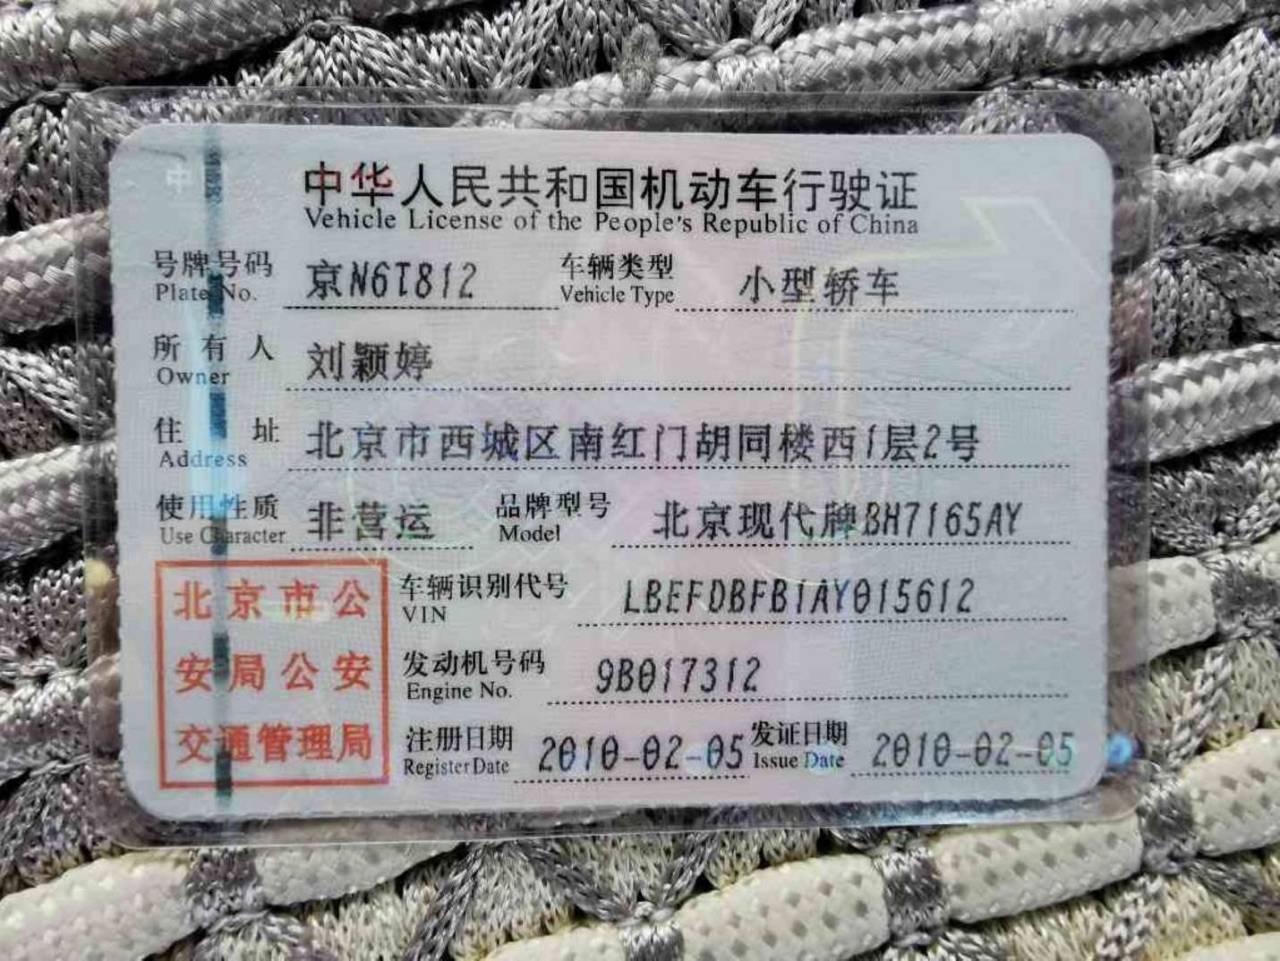 中华人民共和国机动车行驶证
Vehicle License of the People's Republic of China
号牌号码 京N6T812 车辆类型 小型轿车
Plate No. Vehicle Type
所有人 刘颖婷
Owner
住址 北京市西城区南红门胡同楼西1层2号
Address
使用性质 非营运 品牌型号 北京现代牌BH7165AY
Use Character Model
北京市公
安局公安
交通管理局
车辆识别代号 LBEFDBFB1AY015612
VIN
发动机号码 9B017312
Engine No.
注册日期 2010-02-05 发证日期 2010-02-05
Register Date Issue Date